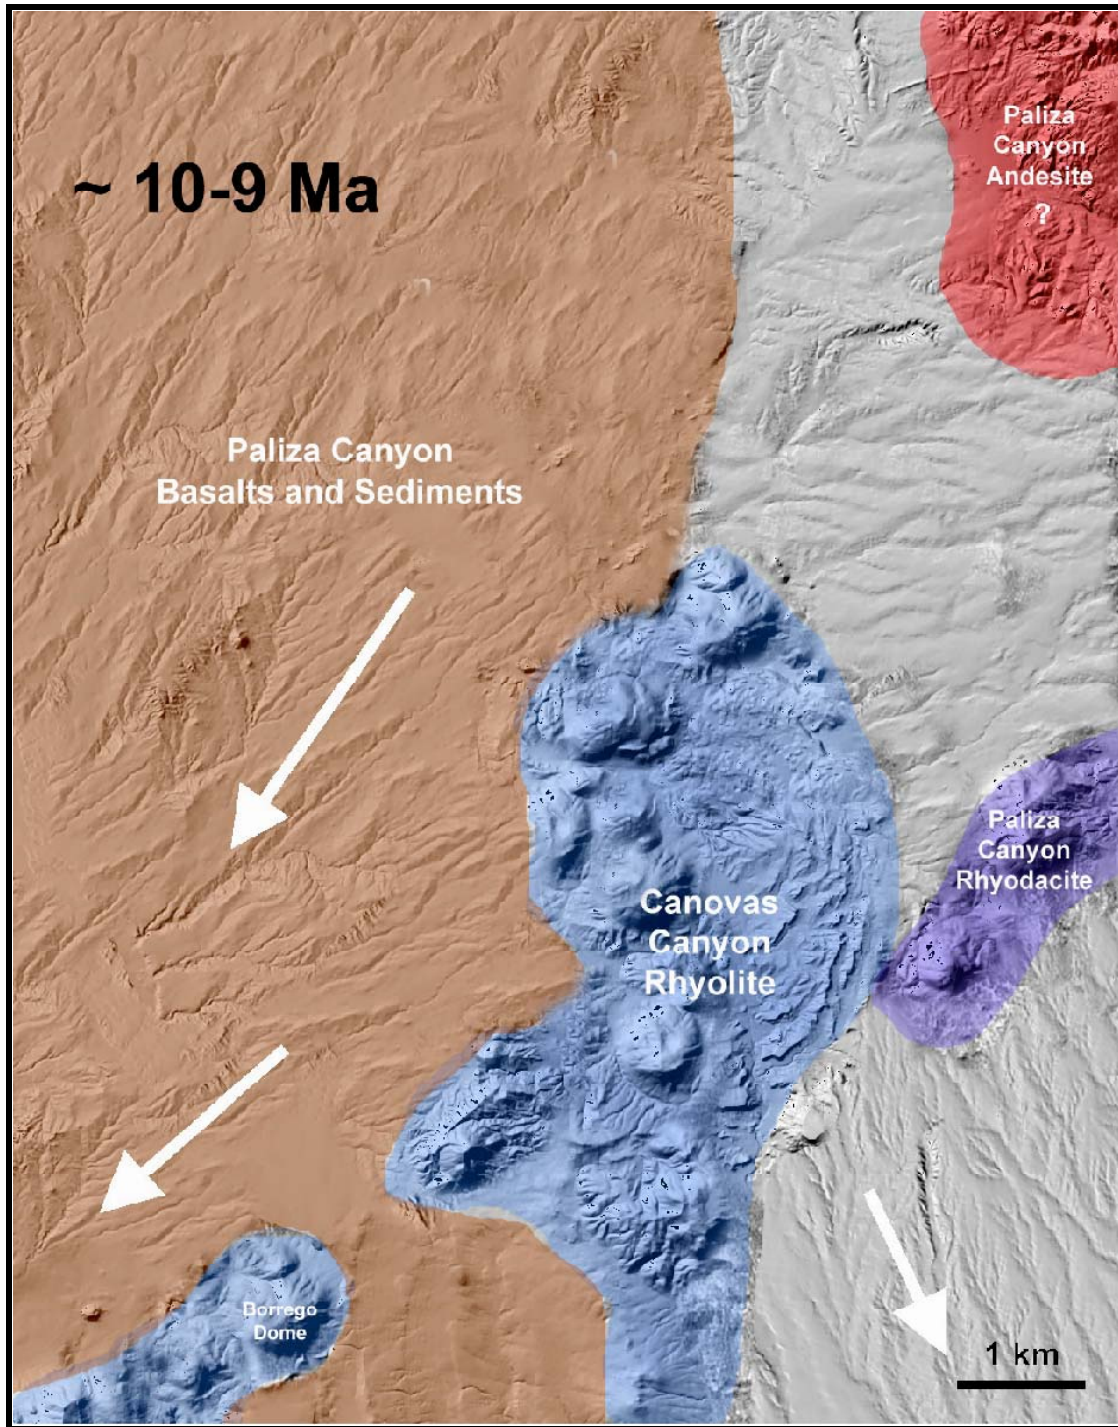 ~ 10-9 Ma
Paliza
Canyon
Andesite
?
Paliza Canyon
Basalts and Sediments
Paliza
Canyon
Rhyodacite
Canovas
Canyon
Rhyolite
Borrego
Dome
1 km